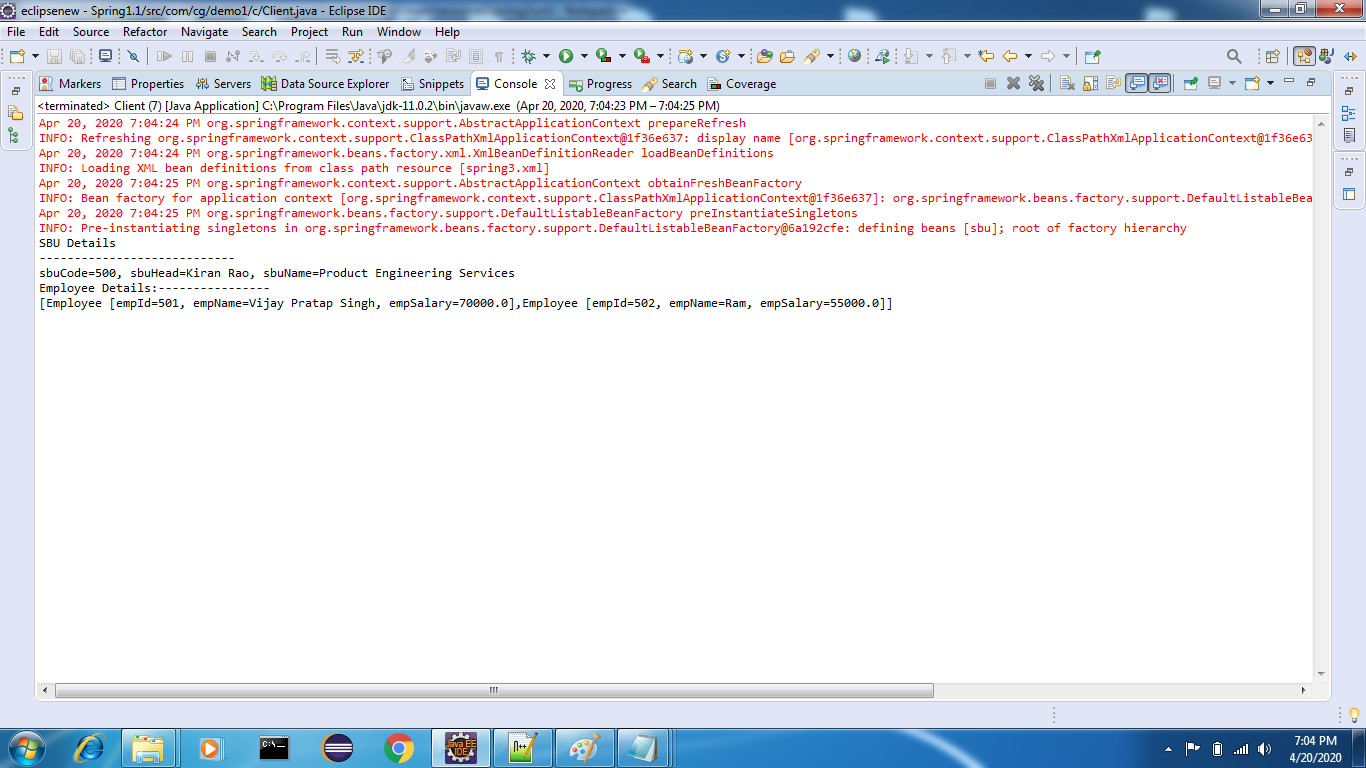 eclipsenew - Spring1.1/src/com/cg/demo1/c/Client.java - Eclipse IDE
File Edit Source Refactor Navigate Search Project Run Window Help
Markers Properties Servers Data Source Explorer Snippets Console Progress Search Coverage
<terminated> Client (7) [Java Application] C:\Program Files\Java\jdk-11.0.2\bin\javaw.exe (Apr 20, 2020, 7:04:23 PM – 7:04:25 PM)
Apr 20, 2020 7:04:24 PM org.springframework.context.support.AbstractApplicationContext prepareRefresh
INFO: Refreshing org.springframework.context.support.ClassPathXmlApplicationContext@1f36e637: display name [org.springframework.context.support.ClassPathXmlApplicationContext@1f36e63
Apr 20, 2020 7:04:24 PM org.springframework.beans.factory.xml.XmlBeanDefinitionReader loadBeanDefinitions
INFO: Loading XML bean definitions from class path resource [spring3.xml]
Apr 20, 2020 7:04:25 PM org.springframework.context.support.AbstractApplicationContext obtainFreshBeanFactory
INFO: Bean factory for application context [org.springframework.context.support.ClassPathXmlApplicationContext@1f36e637]: org.springframework.beans.factory.support.DefaultListableBea
Apr 20, 2020 7:04:25 PM org.springframework.beans.factory.support.DefaultListableBeanFactory preInstantiateSingletons
INFO: Pre-instantiating singletons in org.springframework.beans.factory.support.DefaultListableBeanFactory@6a192cfe: defining beans [sbu]; root of factory hierarchy
SBU Details
----------------------------
sbuCode=500, sbuHead=Kiran Rao, sbuName=Product Engineering Services
Employee Details:----------------
[Employee [empId=501, empName=Vijay Pratap Singh, empSalary=70000.0],Employee [empId=502, empName=Ram, empSalary=55000.0]]
C:\
Java EE
IDE
7:04 PM
4/20/2020